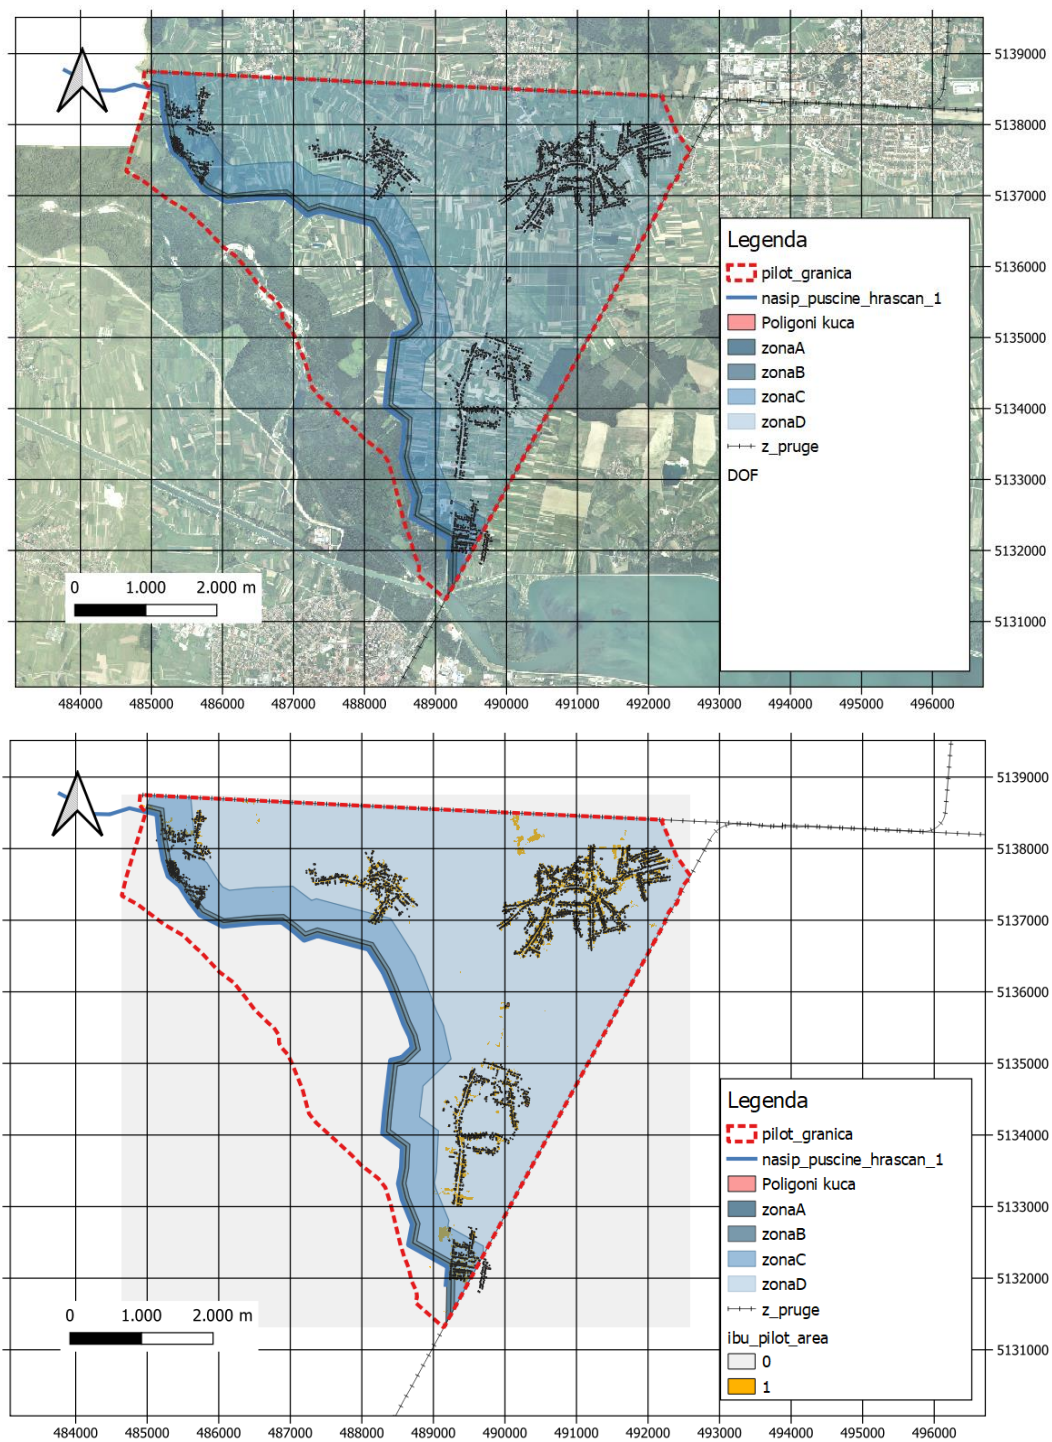 5139000
5138000
5137000
5136000
5135000
5134000
5133000
5132000
5131000
Legenda
pilot_granica
nasip_puscine_hrascan_1
Poligoni kuca
zonaA
zonaB
zonaC
zonaD
z_pruge
DOF
0 1.000 2.000 m
484000 485000 486000 487000 488000 489000 490000 491000 492000 493000 494000 495000 496000
5139000
5138000
5137000
5136000
5135000
5134000
5133000
5132000
5131000
Legenda
pilot_granica
nasip_puscine_hrascan_1
Poligoni kuca
zonaA
zonaB
zonaC
zonaD
z_pruge
ibu_pilot_area
0
1
0 1.000 2.000 m
484000 485000 486000 487000 488000 489000 490000 491000 492000 493000 494000 495000 496000